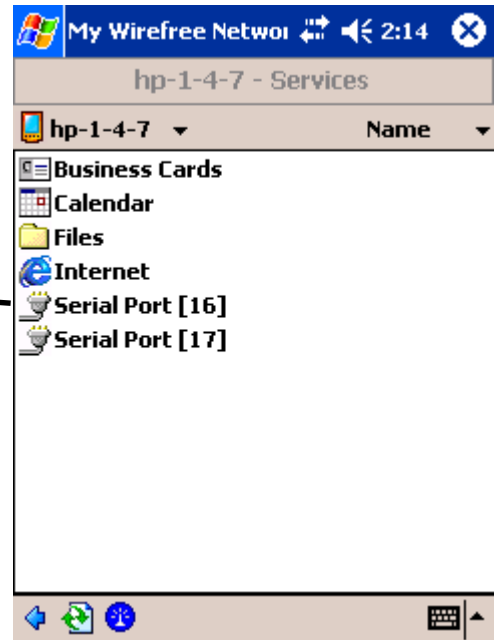 My Wirefree Networ 2:14
hp-1-4-7 - Services
hp-1-4-7 Name
Business Cards
Calendar
Files
Internet
Serial Port [16]
Serial Port [17]